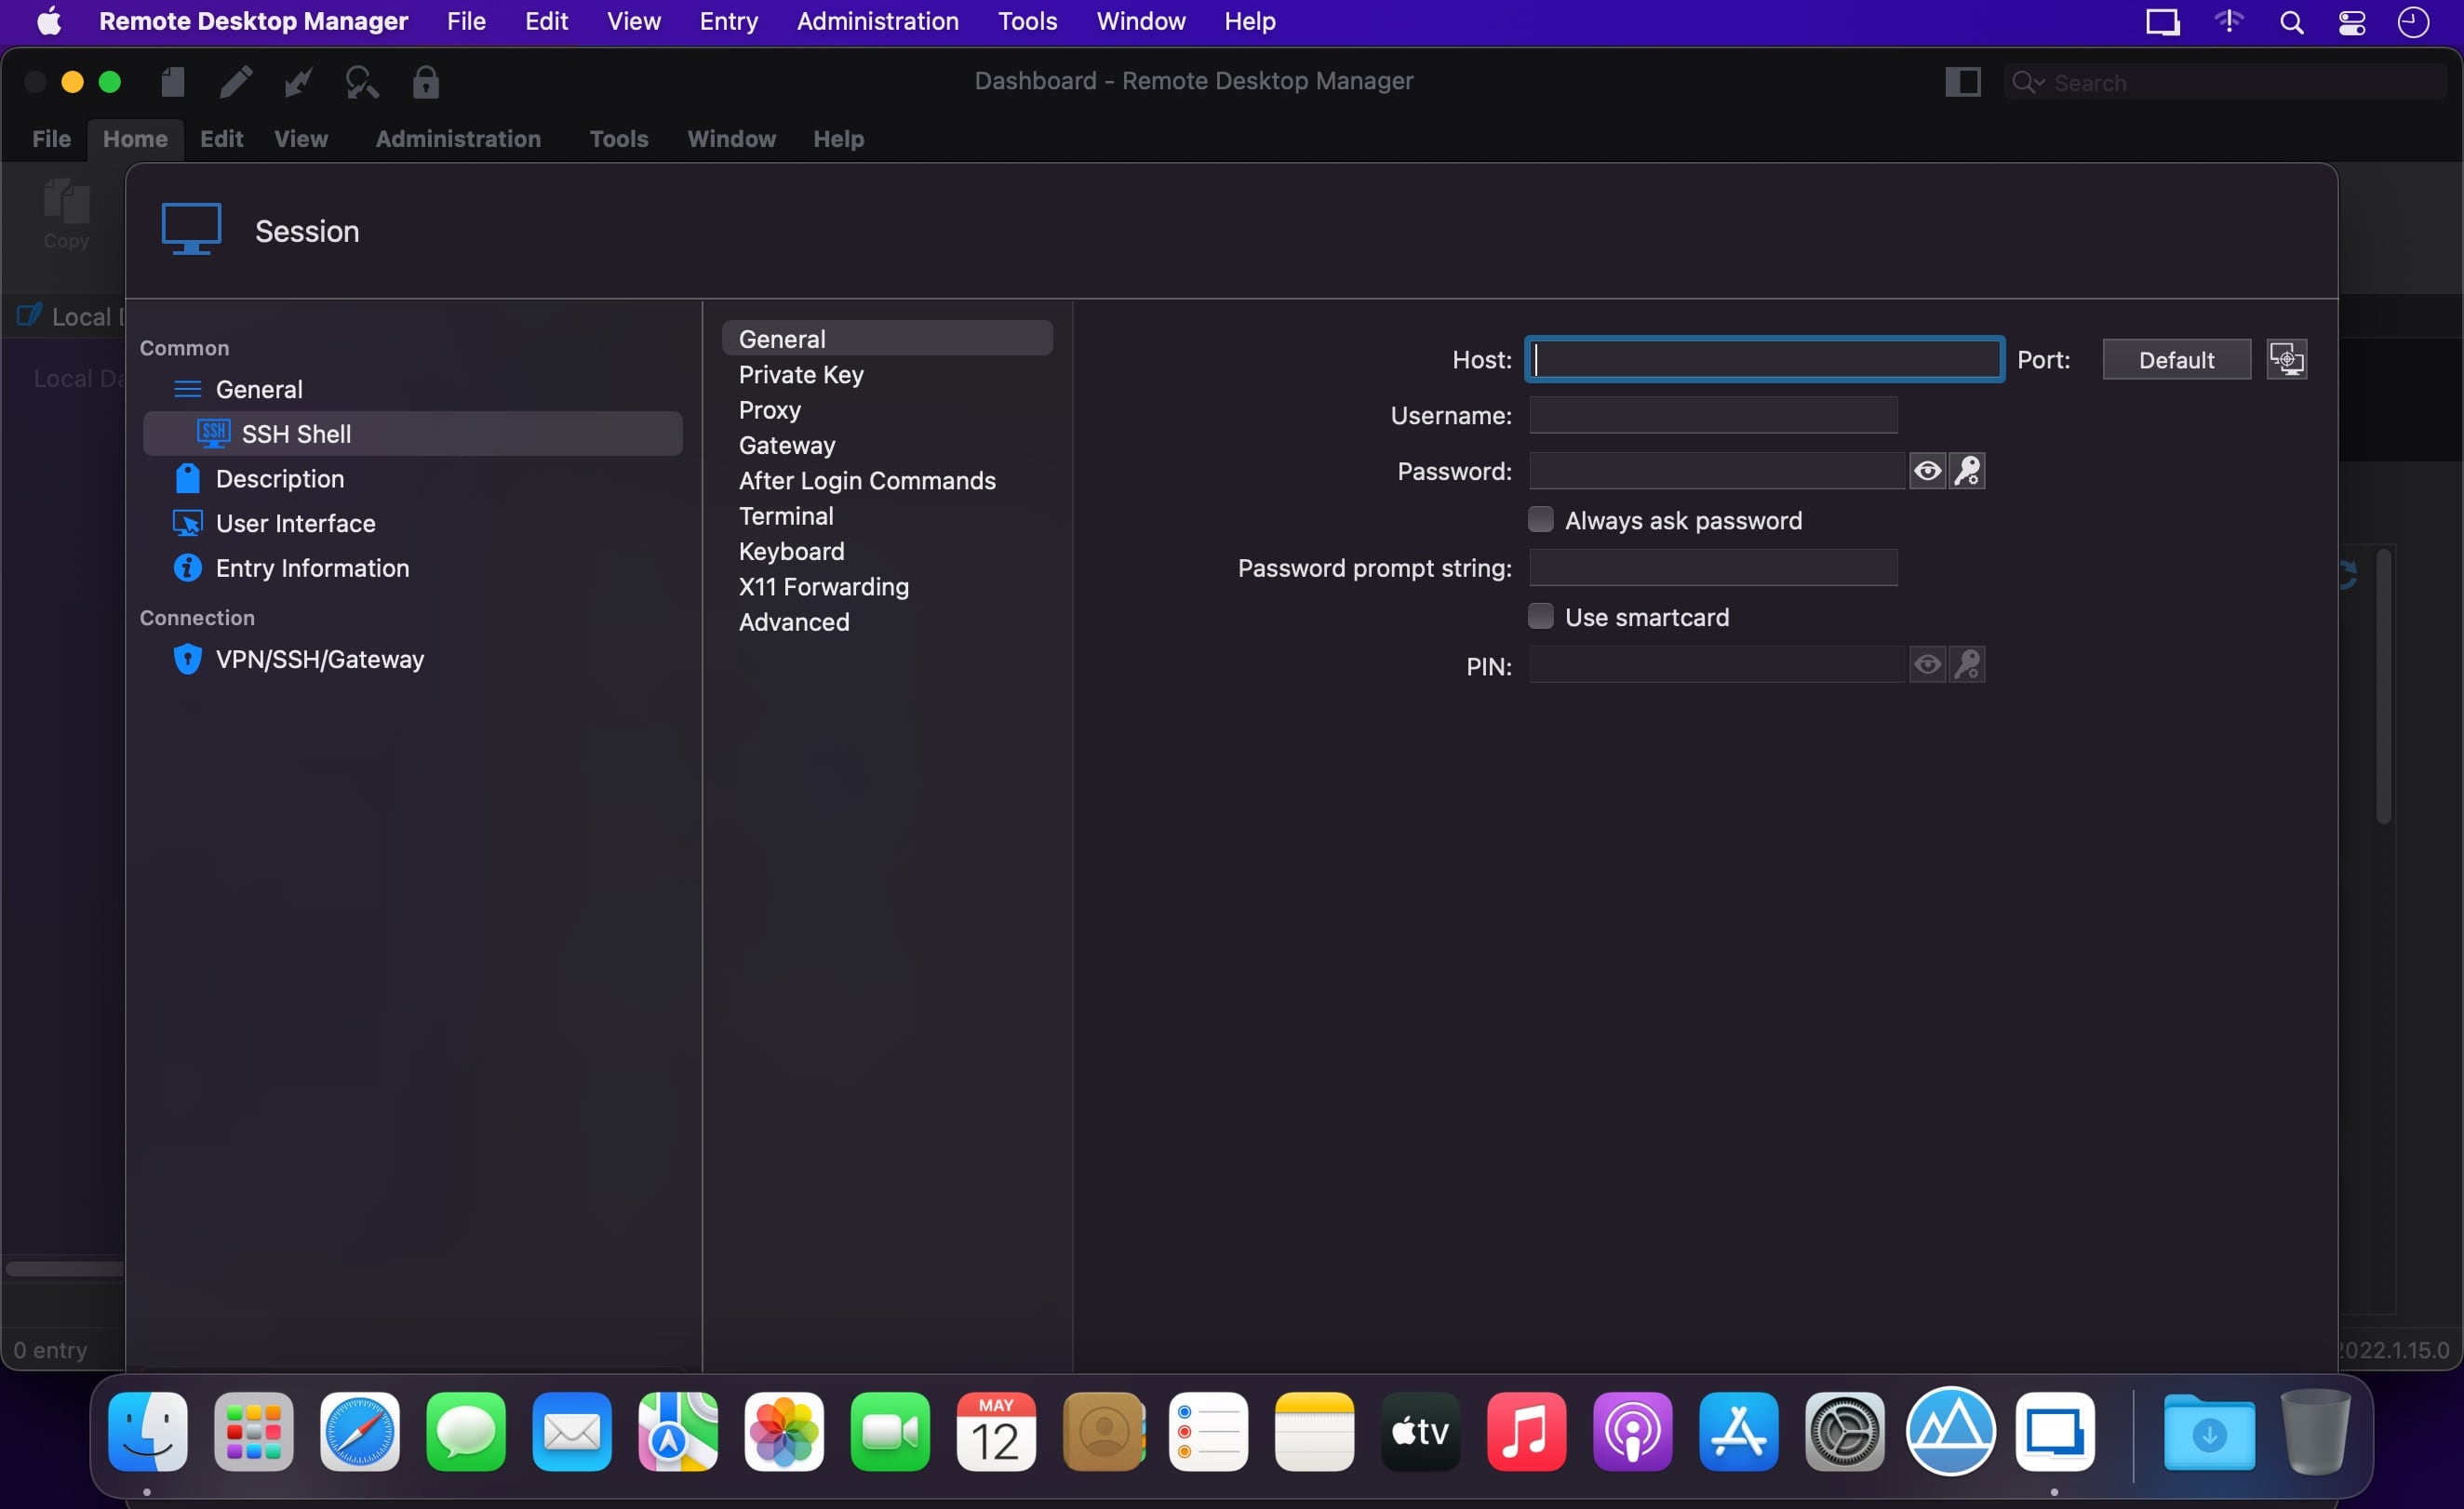 Remote Desktop Manager File Edit View Entry Administration Tools Window Help
Dashboard - Remote Desktop Manager
Search
File Home Edit View Administration Tools Window Help
Copy
Session
Local D
Local Da
Common
General
SSH Shell
Description
User Interface
Entry Information
Connection
VPN/SSH/Gateway
General
Private Key
Proxy
Gateway
After Login Commands
Terminal
Keyboard
X11 Forwarding
Advanced
Host:
Port: Default
Username:
Password:
Always ask password
Password prompt string:
Use smartcard
PIN:
0 entry
2022.1.15.0
MAY
12
tv